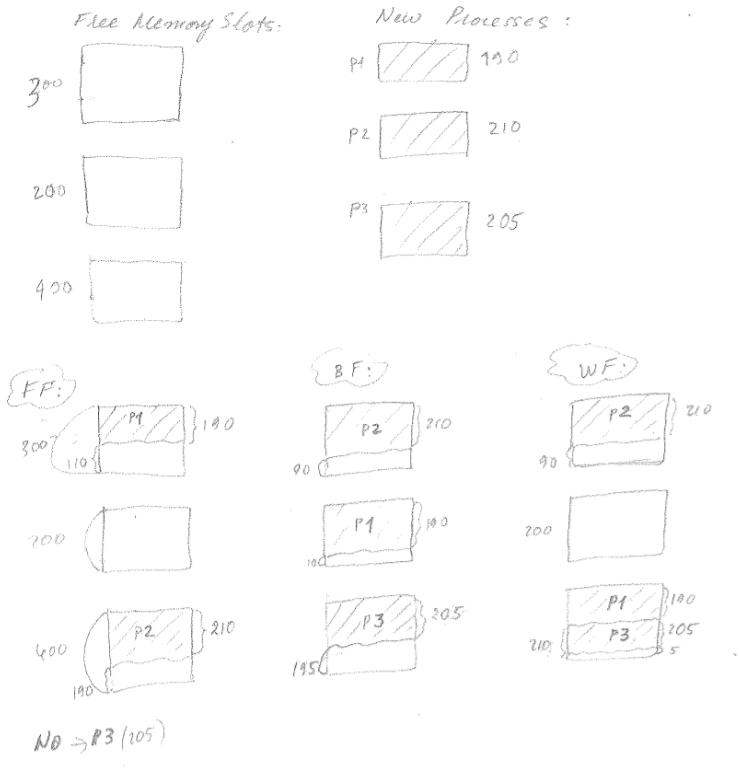 Free Memory Slots:
New Processes:
300
200
400
P1 190
P2 210
P3 205
FF:
300 P1 190
110
200
400 P2 210
190
No → P3 (205)
BF:
P2 210
90
P1 190
10
P3 205
195
WF:
P2 210
90
200
P1 190
210 P3 205
5